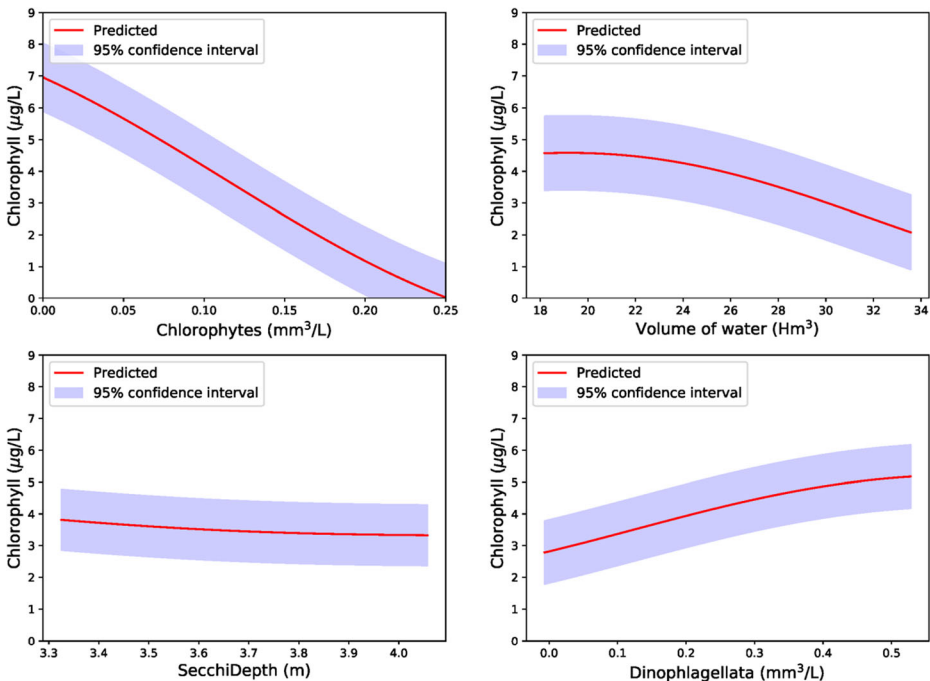 9
8
7
6
5
4
3
2
1
0
Chlorophyll (µg/L)
Predicted
95% confidence interval
0.00 0.05 0.10 0.15 0.20 0.25
Chlorophytes (mm³/L)
9
8
7
6
5
4
3
2
1
0
Chlorophyll (µg/L)
Predicted
95% confidence interval
18 20 22 24 26 28 30 32 34
Volume of water (Hm³)
9
8
7
6
5
4
3
2
1
0
Chlorophyll (µg/L)
Predicted
95% confidence interval
3.3 3.4 3.5 3.6 3.7 3.8 3.9 4.0
SecchiDepth (m)
9
8
7
6
5
4
3
2
1
0
Chlorophyll (µg/L)
Predicted
95% confidence interval
0.0 0.1 0.2 0.3 0.4 0.5
Dinophlagellata (mm³/L)